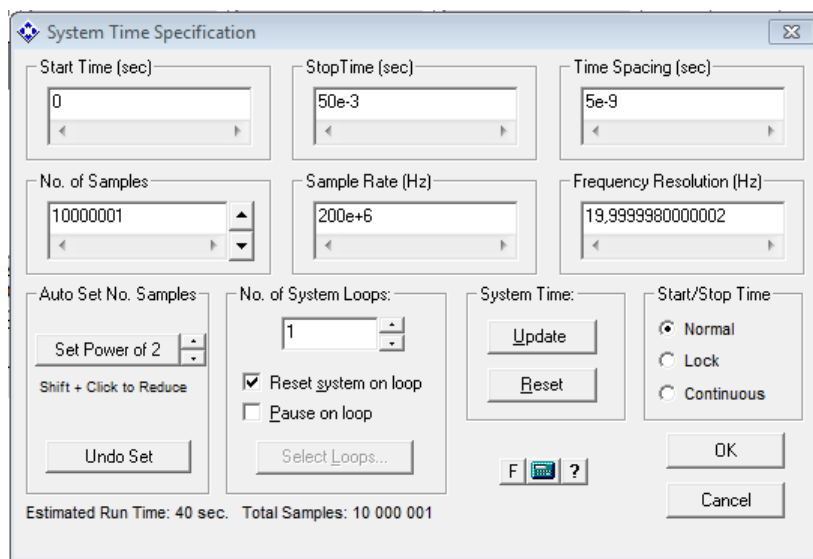 System Time Specification
Start Time (sec)
StopTime (sec)
Time Spacing (sec)
0
50e-3
5e-9
No. of Samples
Sample Rate (Hz)
Frequency Resolution (Hz)
10000001
200e+6
19,9999980000002
Auto Set No. Samples
No. of System Loops:
System Time:
Start/Stop Time
Set Power of 2
1
Update
Normal
Shift + Click to Reduce
Reset system on loop
Reset
Lock
Pause on loop
Continuous
Undo Set
Select Loops...
F
?
OK
Cancel
Estimated Run Time: 40 sec. Total Samples: 10 000 001